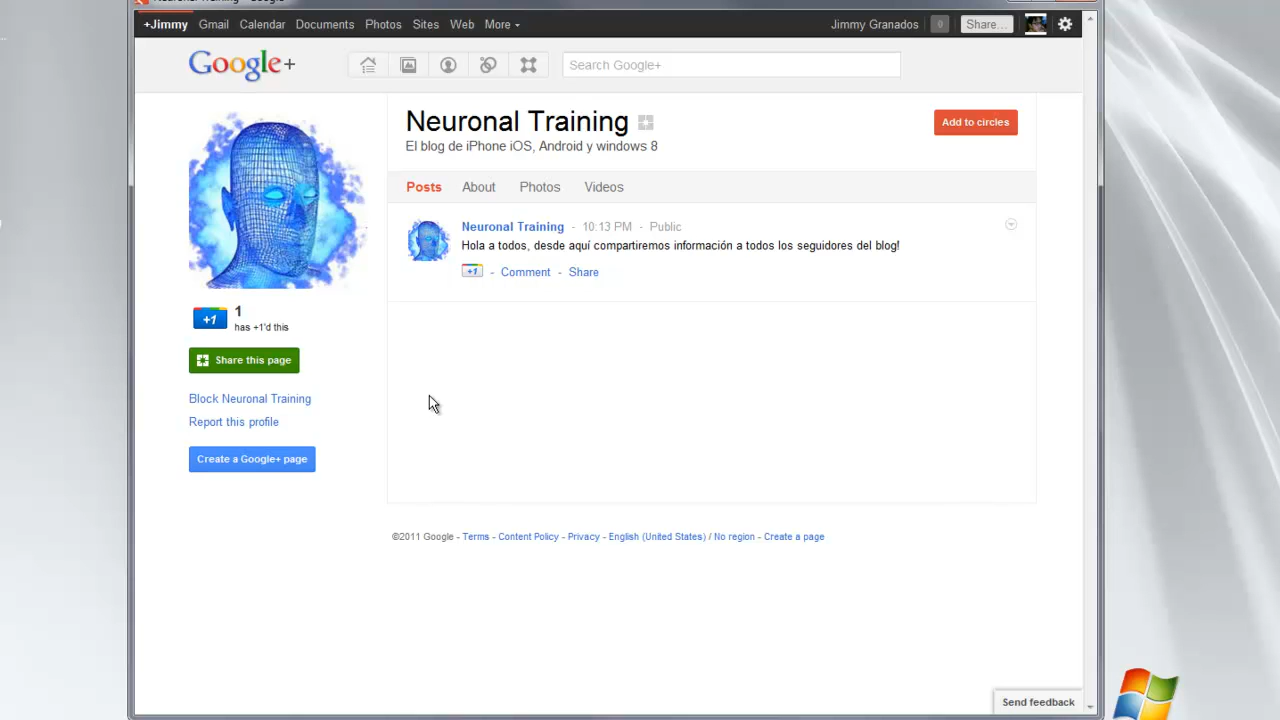 +Jimmy Gmail Calendar Documents Photos Sites Web More
Jimmy Granados 0 Share...
Google+
Search Google+
Neuronal Training
Add to circles
El blog de iPhone iOS, Android y windows 8
Posts About Photos Videos
Neuronal Training - 10:13 PM - Public
Hola a todos, desde aquí compartiremos información a todos los seguidores del blog!
+1 - Comment - Share
+1
1
has +1'd this
Share this page
Block Neuronal Training
Report this profile
Create a Google+ page
©2011 Google - Terms - Content Policy - Privacy - English (United States) / No region - Create a page
Send feedback